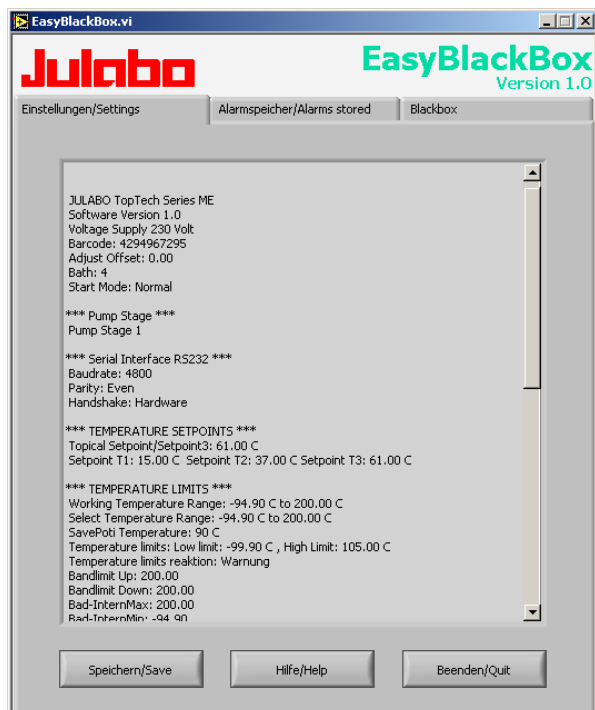 EasyBlackBox.vi
Julabo
EasyBlackBox
Version 1.0
Einstellungen/Settings
Alarmspeicher/Alarms stored
Blackbox
JULABO TopTech Series ME
Software Version 1.0
Voltage Supply 230 Volt
Barcode: 4294967295
Adjust Offset: 0.00
Bath: 4
Start Mode: Normal
*** Pump Stage ***
Pump Stage 1
*** Serial Interface RS232 ***
Baudrate: 4800
Parity: Even
Handshake: Hardware
*** TEMPERATURE SETPOINTS ***
Topical Setpoint/Setpoint3: 61.00 C
Setpoint T1: 15.00 C  Setpoint T2: 37.00 C Setpoint T3: 61.00 C
*** TEMPERATURE LIMITS ***
Working Temperature Range: -94.90 C to 200.00 C
Select Temperature Range: -94.90 C to 200.00 C
SavePoti Temperature: 90 C
Temperature limits: Low limit: -99.90 C , High Limit: 105.00 C
Temperature limits reaktion: Warnung
Bandlimit Up: 200.00
Bandlimit Down: 200.00
Bad-InternMax: 200.00
Bad-InternMin: -94.90
Speichern/Save
Hilfe/Help
Beenden/Quit